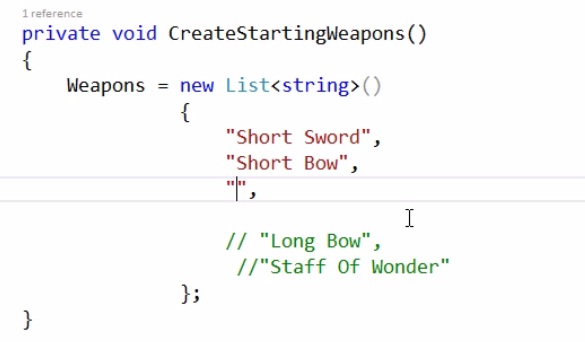 1 reference
private void CreateStartingWeapons()
{
Weapons = new List<string>()
{
"Short Sword",
"Short Bow",
"",
// "Long Bow",
//"Staff Of Wonder"
};
}